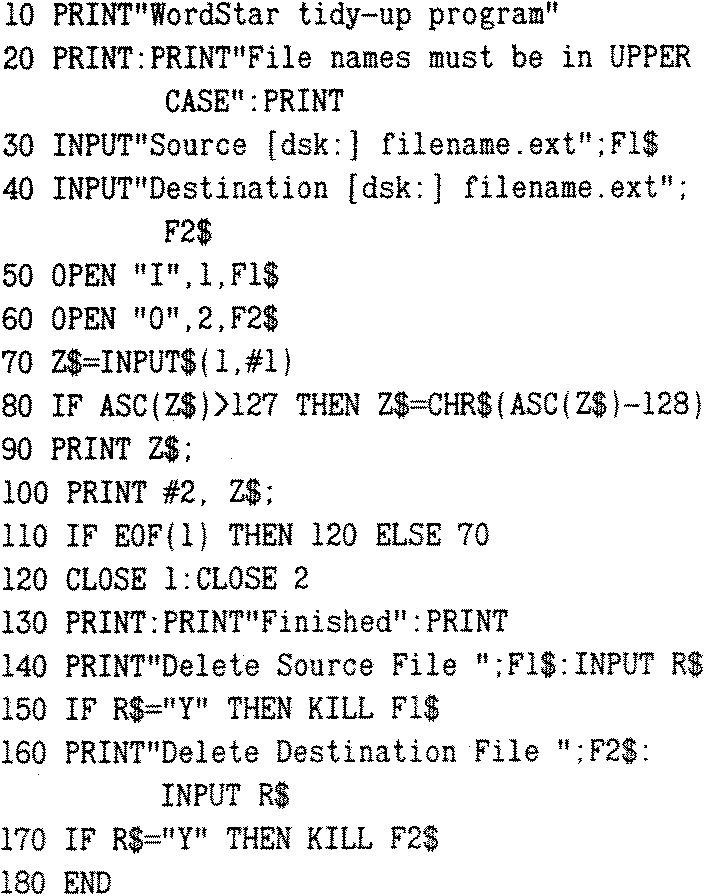 10 PRINT"WordStar tidy-up program"
20 PRINT:PRINT"File names must be in UPPER
CASE":PRINT
30 INPUT"Source [dsk:] filename.ext";F1$
40 INPUT"Destination [dsk:] filename.ext";
F2$
50 OPEN "I",1,F1$
60 OPEN "O",2,F2$
70 Z$=INPUT$(1,#1)
80 IF ASC(Z$)>127 THEN Z$=CHR$(ASC(Z$)-128)
90 PRINT Z$;
100 PRINT #2, Z$;
110 IF EOF(1) THEN 120 ELSE 70
120 CLOSE 1:CLOSE 2
130 PRINT:PRINT"Finished":PRINT
140 PRINT"Delete Source File ";F1$:INPUT R$
150 IF R$="Y" THEN KILL F1$
160 PRINT"Delete Destination File ";F2$:
INPUT R$
170 IF R$="Y" THEN KILL F2$
180 END